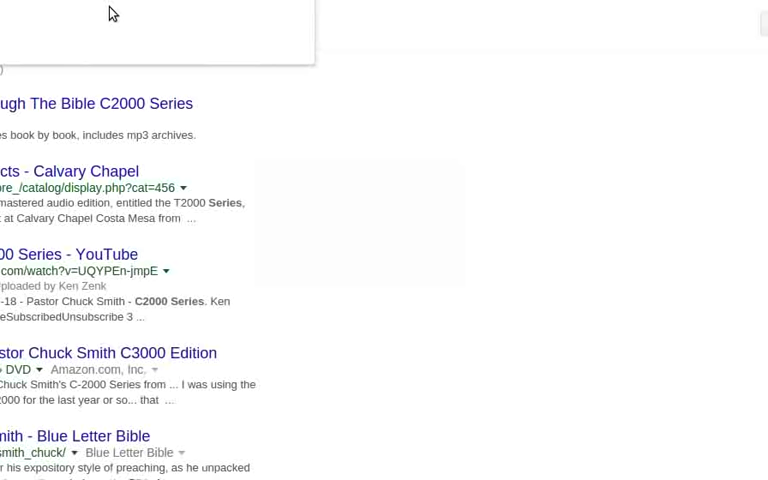 ugh The Bible C2000 Series
es book by book, includes mp3 archives.
cts - Calvary Chapel
ore_/catalog/display.php?cat=456
mastered audio edition, entitled the T2000 Series,
t at Calvary Chapel Costa Mesa from ...
00 Series - YouTube
.com/watch?v=UQYPEn-jmpE
ploaded by Ken Zenk
-18 - Pastor Chuck Smith - C2000 Series. Ken
eSubscribedUnsubscribe 3 ...
stor Chuck Smith C3000 Edition
› DVD Amazon.com, Inc.
Chuck Smith's C-2000 Series from ... I was using the
2000 for the last year or so... that ...
mith - Blue Letter Bible
smith_chuck/ Blue Letter Bible
r his expository style of preaching, as he unpacked